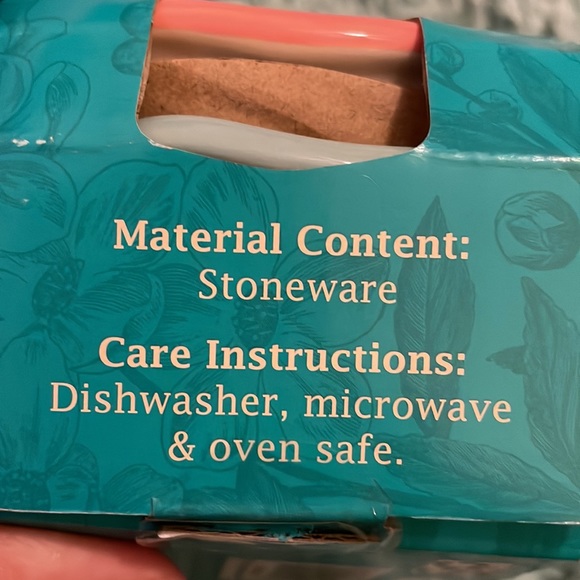 Material Content:
Stoneware
Care Instructions:
Dishwasher, microwave
& oven safe.